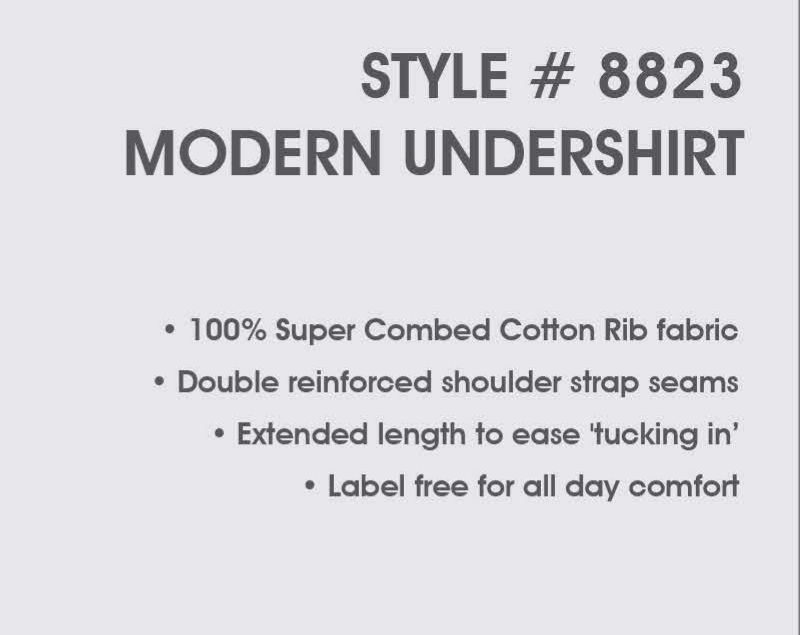 STYLE # 8823
MODERN UNDERSHIRT
• 100% Super Combed Cotton Rib fabric
• Double reinforced shoulder strap seams
• Extended length to ease 'tucking in’
• Label free for all day comfort